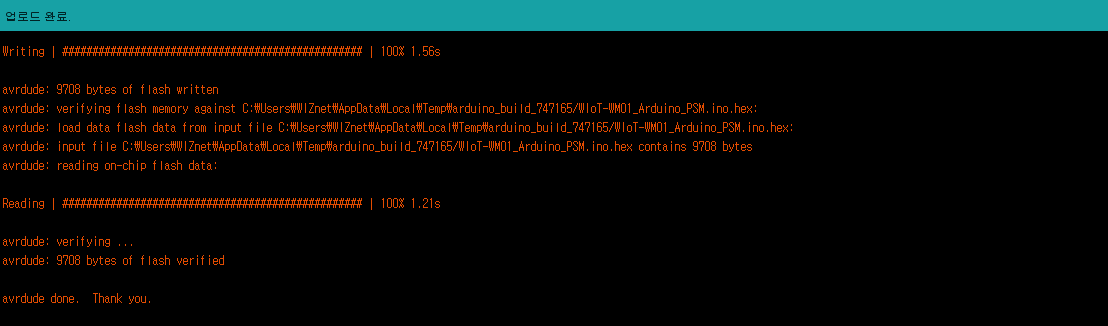 업로드 완료.
Writing | ################################################## | 100% 1.56s
avrdude: 9708 bytes of flash written
avrdude: verifying flash memory against C:₩Users₩WIZnet₩AppData₩Local₩Temp₩arduino_build_747165/WIoT-WM01_Arduino_PSM.ino.hex:
avrdude: load data flash data from input file C:₩Users₩WIZnet₩AppData₩Local₩Temp₩arduino_build_747165/WIoT-WM01_Arduino_PSM.ino.hex:
avrdude: input file C:₩Users₩WIZnet₩AppData₩Local₩Temp₩arduino_build_747165/WIoT-WM01_Arduino_PSM.ino.hex contains 9708 bytes
avrdude: reading on-chip flash data:
Reading | ################################################## | 100% 1.21s
avrdude: verifying ...
avrdude: 9708 bytes of flash verified
avrdude done.  Thank you.